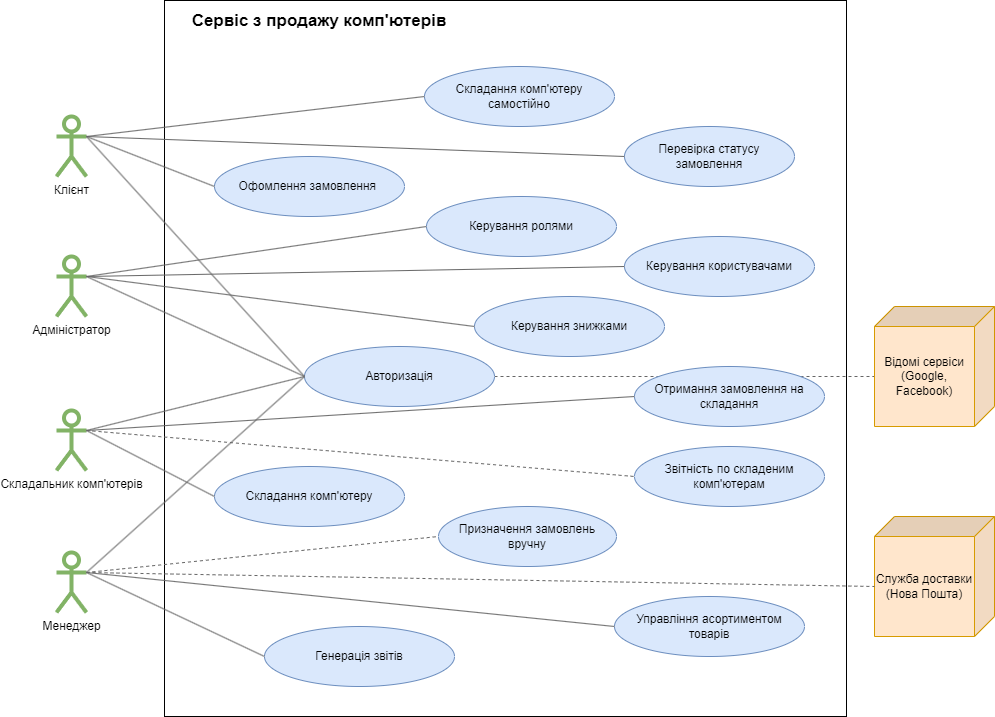 Сервіс з продажу комп'ютерів
Складання комп'ютеру
самостійно
Перевірка статусу
замовлення
Клієнт
Офомлення замовлення
Керування ролями
Керування користувачами
Адміністратор
Керування знижками
Відомі сервіси
(Google,
Facebook)
Авторизація
Отримання замовлення на
складання
Звітність по складеним
комп'ютерам
Складальник комп'ютерів
Складання комп'ютеру
Призначення замовлень
вручну
Служба доставки
(Нова Пошта)
Менеджер
Управління асортиментом
товарів
Генерація звітів